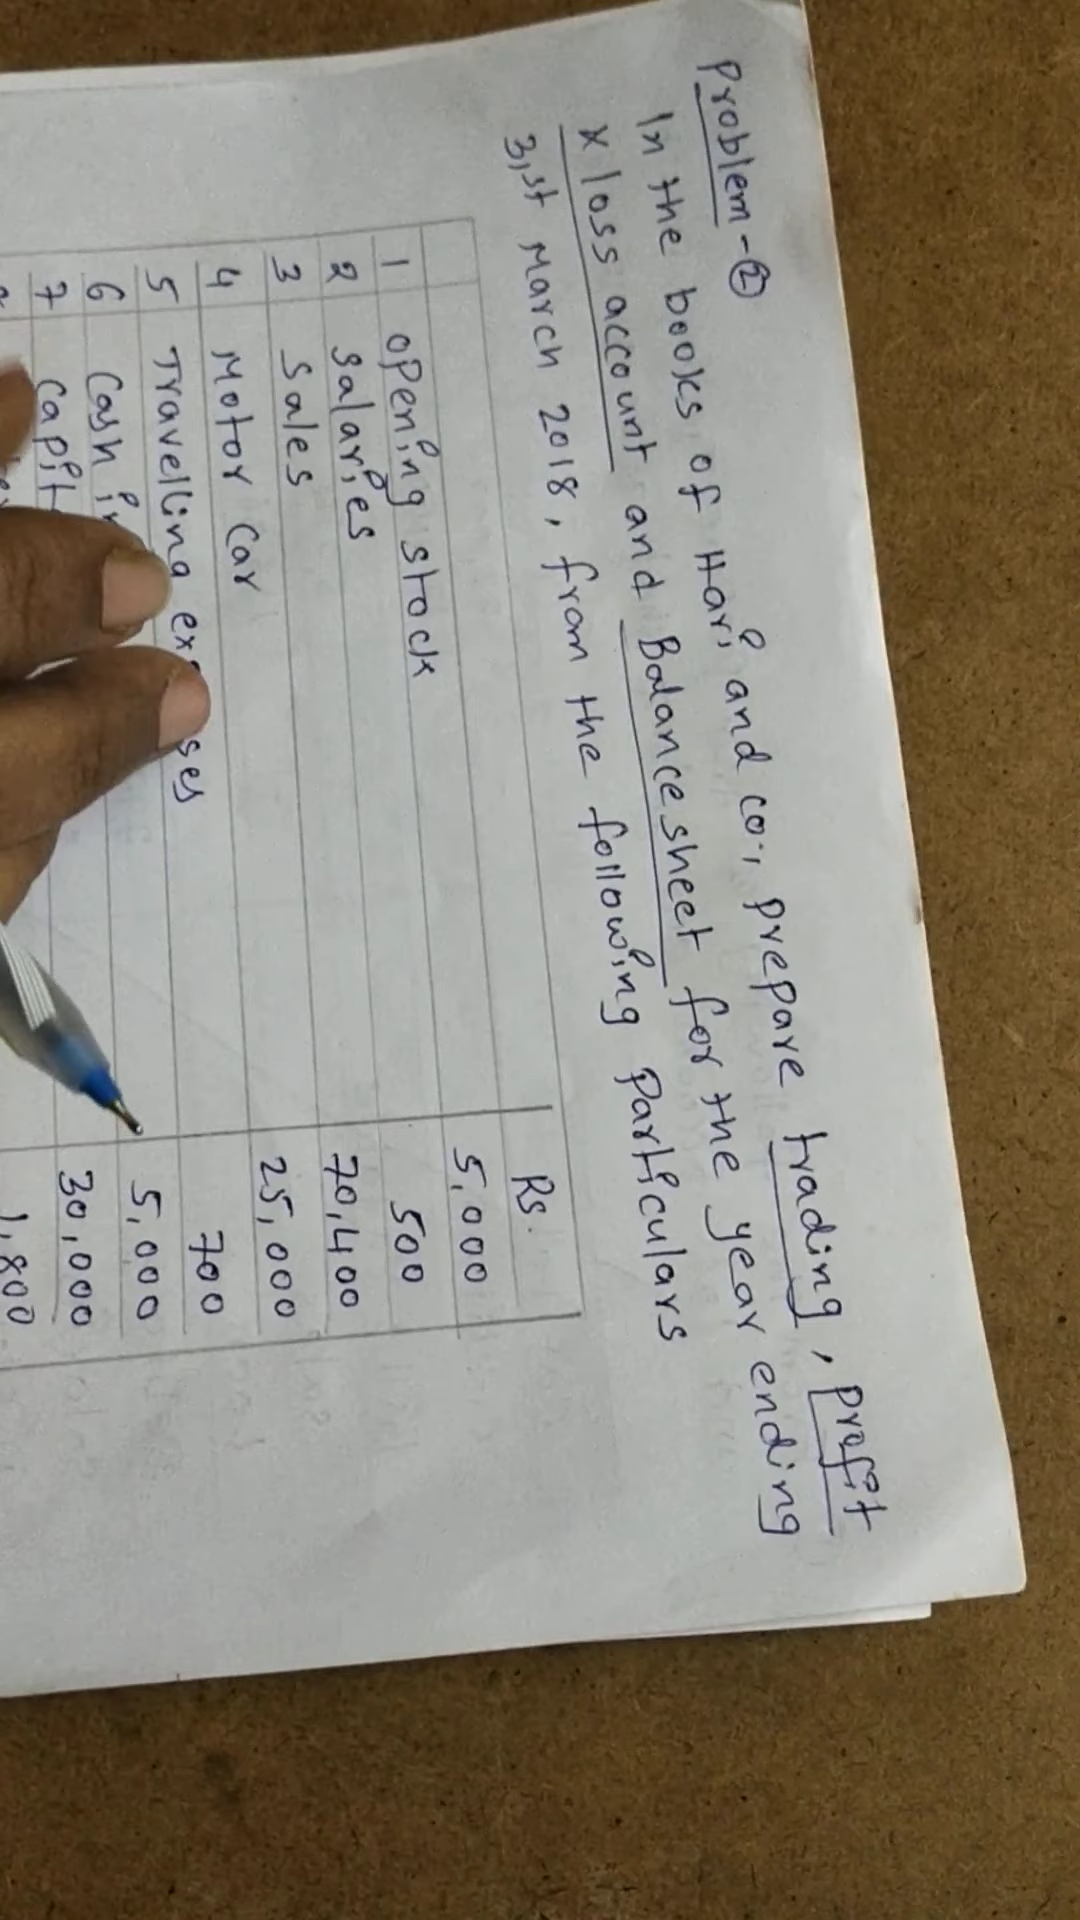 Problem-②
In the books of Hari and co., prepare trading, profit
x loss account and Balance sheet for the year ending
31st March 2018, from the following particulars
Rs.
1 opening stock 5,000
2 salaries 500
3 sales 70,400
4 Motor car 25,000
5 Travelling 700
6 Cash 5,000
7 30,000
1,800